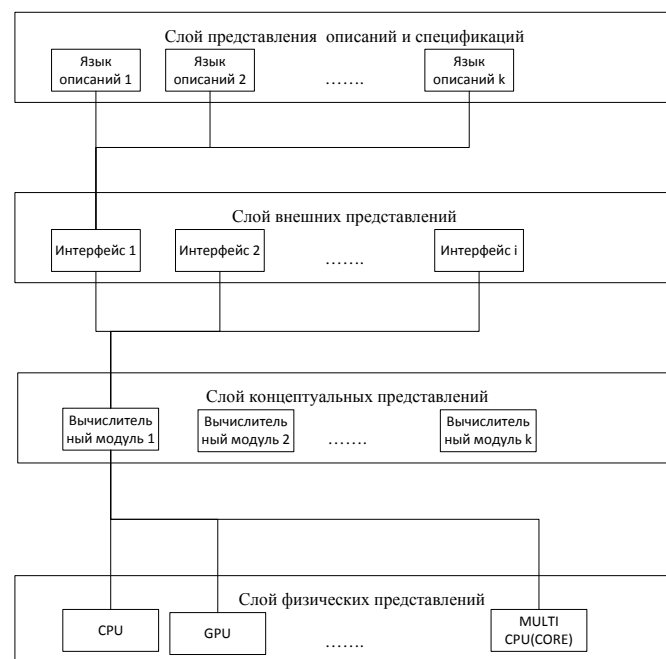 Слой представления описаний и спецификаций
Язык
описаний 1
Язык
описаний 2
.......
Язык
описаний k
Слой внешних представлений
Интерфейс 1
Интерфейс 2
.......
Интерфейс i
Слой концептуальных представлений
Вычислитель
ный модуль 1
Вычислитель
ный модуль 2
.......
Вычислитель
ный модуль k
Слой физических представлений
CPU
GPU
.......
MULTI
CPU(CORE)